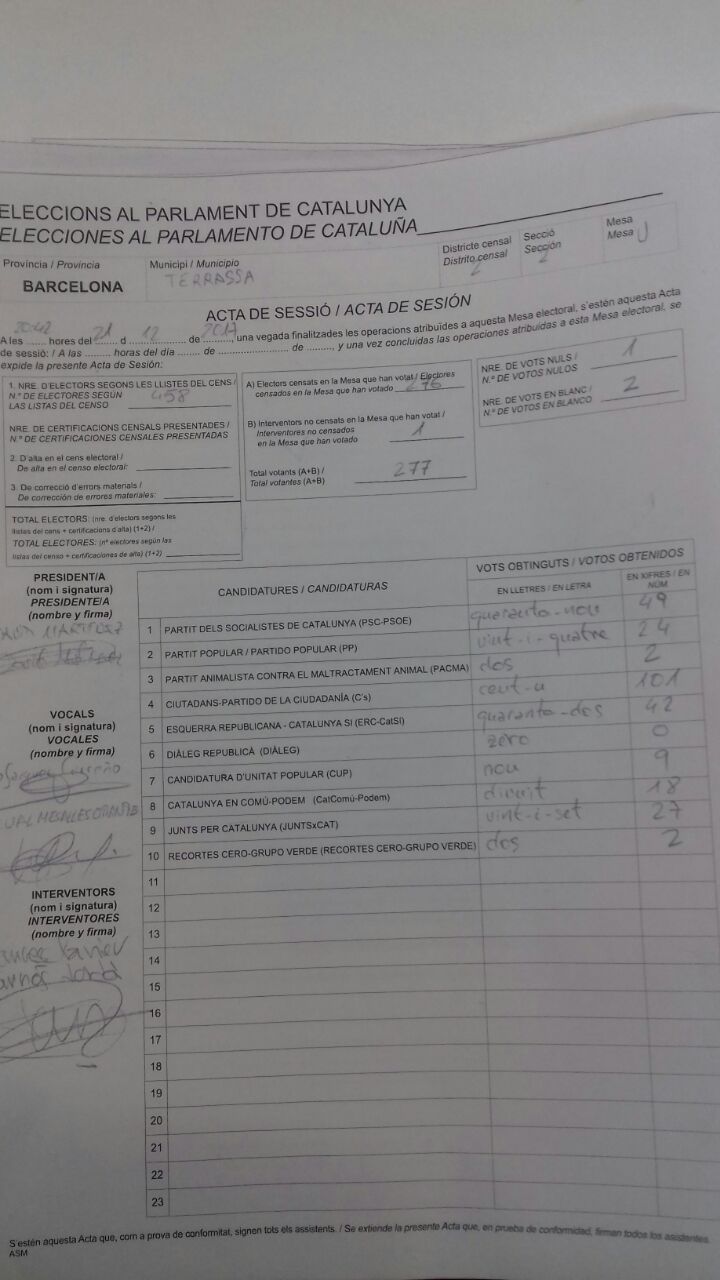 ELECCIONS AL PARLAMENT DE CATALUNYA
ELECCIONES AL PARLAMENTO DE CATALUÑA
Província / Provincia
BARCELONA
Municipi / Municipio
TERRASSA
Districte censal
Distrito censal
2
Secció
Sección
2
Mesa
Mesa U
ACTA DE SESSIÓ / ACTA DE SESIÓN
A les 20:42 hores del 21 d 12 de 2017, una vegada finalitzades les operacions atribuïdes a aquesta Mesa electoral, s'estén aquesta Acta
de sessió: / A las ........ horas del día ....... de ........................ de ........., y una vez concluidas las operaciones atribuidas a esta Mesa electoral, se
expide la presente Acta de Sesión:
1. NRE. D'ELECTORS SEGONS LES LLISTES DEL CENS /
N.º DE ELECTORES SEGÚN
LAS LISTAS DEL CENSO 458
NRE. DE CERTIFICACIONS CENSALS PRESENTADES /
N.º DE CERTIFICACIONES CENSALES PRESENTADAS
2. D'alta en el cens electoral /
De alta en el censo electoral:
3. De correcció d'errors materials /
De corrección de errores materiales:
TOTAL ELECTORS: (nre. d'electors segons les
llistes del cens + certificacions d'alta) (1+2) /
TOTAL ELECTORES: (nº electores según las
listas del censo + certificaciones de alta) (1+2)
A) Electors censats en la Mesa que han votat / Electores
censados en la Mesa que han votado 276
B) Interventors no censats en la Mesa que han votat /
Interventores no censados
en la Mesa que han votado 1
Total votants (A+B) /
Total votantes (A+B) 277
NRE. DE VOTS NULS /
N.º DE VOTOS NULOS 1
NRE. DE VOTS EN BLANC /
N.º DE VOTOS EN BLANCO 2
PRESIDENT/A
(nom i signatura)
PRESIDENTE/A
(nombre y firma)
VOCALS
(nom i signatura)
VOCALES
(nombre y firma)
INTERVENTORS
(nom i signatura)
INTERVENTORES
(nombre y firma)
CANDIDATURES / CANDIDATURAS
VOTS OBTINGUTS / VOTOS OBTENIDOS
EN LLETRES / EN LETRA
EN XIFRES / EN NÚM
1 PARTIT DELS SOCIALISTES DE CATALUNYA (PSC-PSOE) quaranta-nou 49
2 PARTIT POPULAR / PARTIDO POPULAR (PP) vint-i-quatre 24
3 PARTIT ANIMALISTA CONTRA EL MALTRACTAMENT ANIMAL (PACMA) dos 2
4 CIUTADANS-PARTIDO DE LA CIUDADANÍA (C's) cent-u 101
5 ESQUERRA REPUBLICANA - CATALUNYA SI (ERC-CatSI) quaranta-dos 42
6 DIÀLEG REPUBLICÀ (DIÀLEG) zero 0
7 CANDIDATURA D'UNITAT POPULAR (CUP) nou 9
8 CATALUNYA EN COMÚ-PODEM (CatComú-Podem) divuit 18
9 JUNTS PER CATALUNYA (JUNTSxCAT) vint-i-set 27
10 RECORTES CERO-GRUPO VERDE (RECORTES CERO-GRUPO VERDE) dos 2
11
12
13
14
15
16
17
18
19
20
21
22
23
S'estén aquesta Acta que, com a prova de conformitat, signen tots els assistents. / Se extiende la presente Acta que, en prueba de conformidad, firman todos los asistentes.
ASM